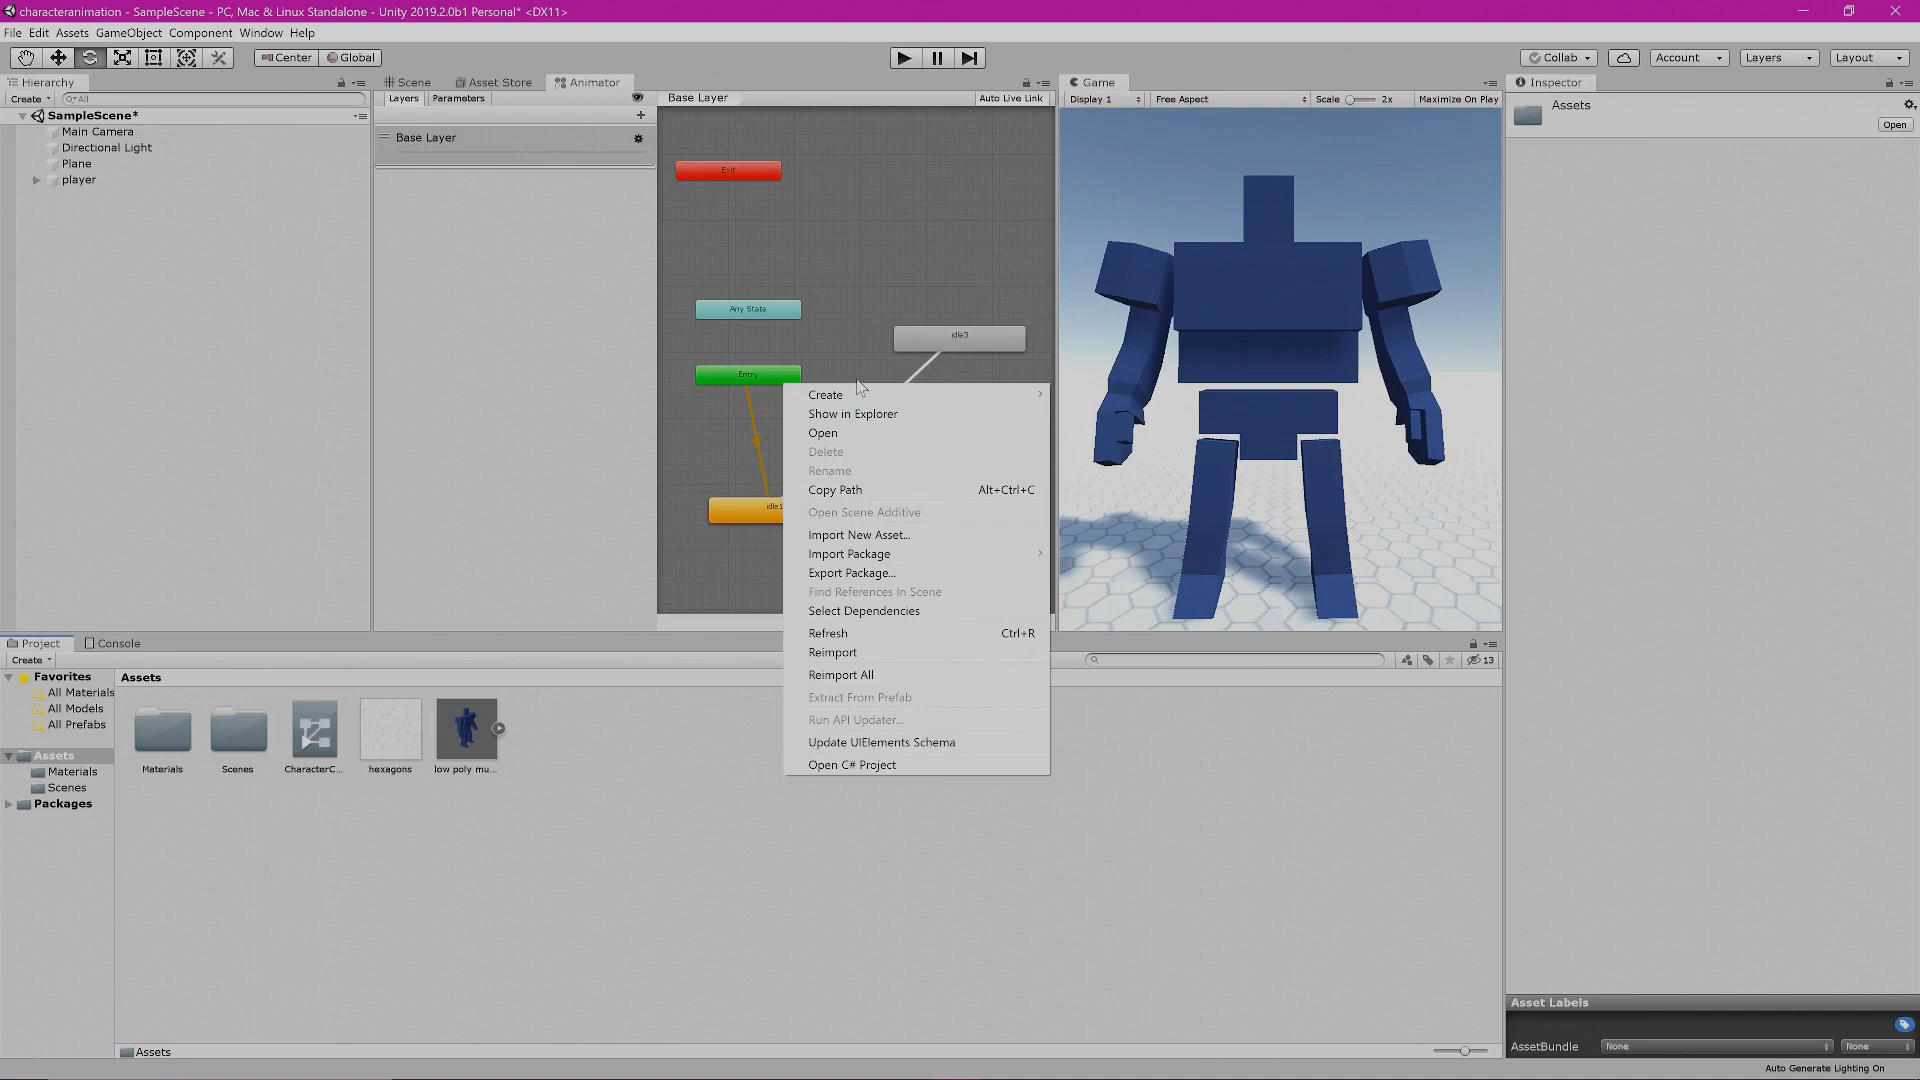 characteranimation - SampleScene - PC, Mac & Linux Standalone - Unity 2019.2.0b1 Personal* <DX11>
File Edit Assets GameObject Component Window Help
Center Global Collab Account Layers Layout
Hierarchy
Create All
SampleScene*
Main Camera
Directional Light
Plane
player
Scene Asset Store Animator
Layers Parameters
Base Layer
Base Layer Auto Live Link
Exit
Any State
Entry
idle3
idle1
Create
Show in Explorer
Open
Delete
Rename
Copy Path Alt+Ctrl+C
Open Scene Additive
Import New Asset...
Import Package
Export Package...
Find References In Scene
Select Dependencies
Refresh Ctrl+R
Reimport
Reimport All
Extract From Prefab
Run API Updater...
Update UIElements Schema
Open C# Project
Game
Display 1 Free Aspect Scale 2x Maximize On Play
Inspector
Assets
Open
Project Console
Create
13
Favorites
All Materials
All Models
All Prefabs
Assets
Materials
Scenes
Packages
Assets
Materials Scenes CharacterC... hexagons low poly mu...
Assets
Asset Labels
AssetBundle None None
Auto Generate Lighting On